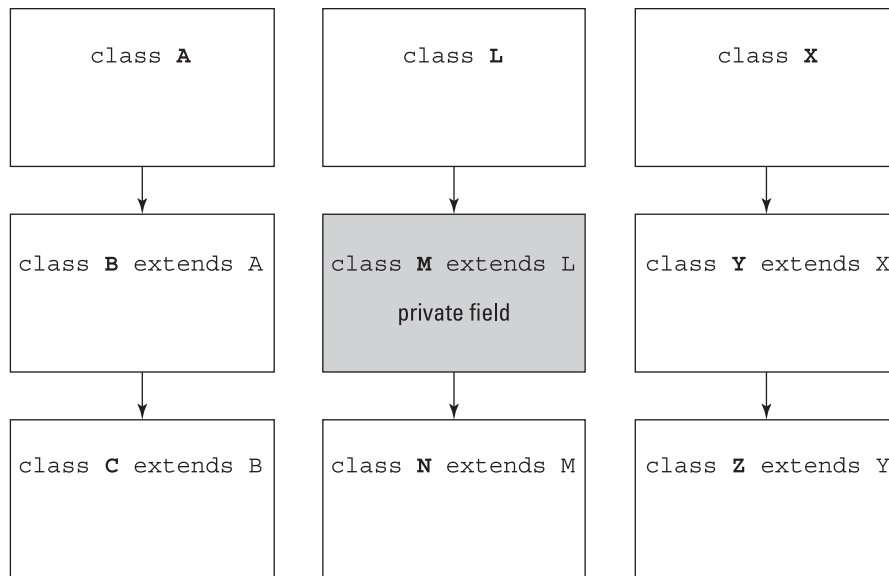 class A
class L
class X
class B extends A
class M extends L
private field
class Y extends X
class C extends B
class N extends M
class Z extends Y